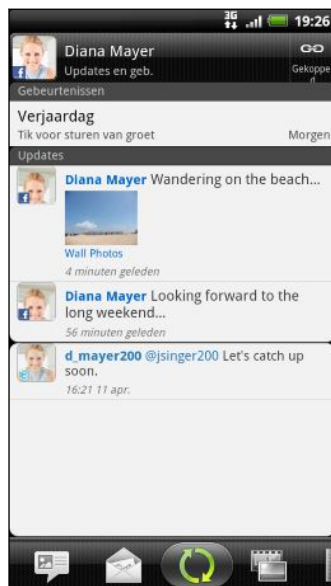 3G 19:26
Diana Mayer
Updates en geb.
Gekoppe
d
Gebeurtenissen
Verjaardag
Tik voor sturen van groet Morgen
Updates
Diana Mayer Wandering on the beach...
Wall Photos
4 minuten geleden
Diana Mayer Looking forward to the
long weekend...
56 minuten geleden
d_mayer200 @jsinger200 Let's catch up
soon.
16:21 11 apr.